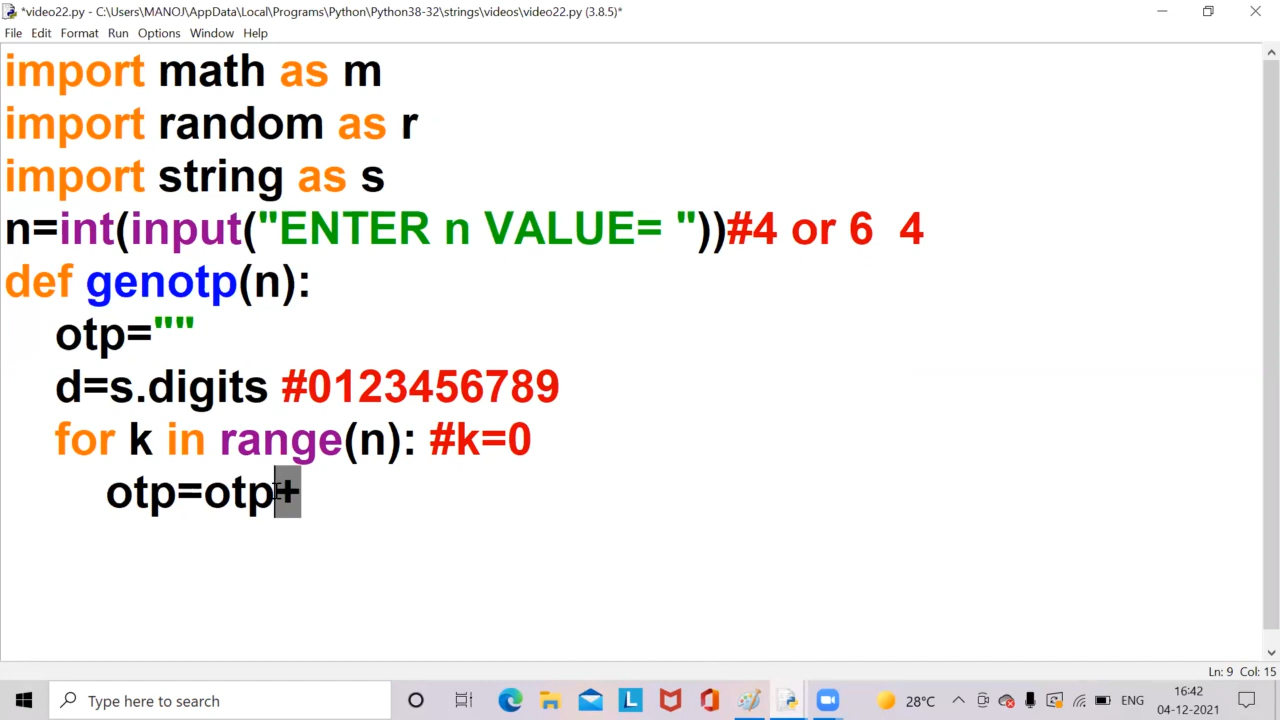 *video22.py - C:\Users\MANOJ\AppData\Local\Programs\Python\Python38-32\strings\videos\video22.py (3.8.5)*
File Edit Format Run Options Window Help
import math as m
import random as r
import string as s
n=int(input("ENTER n VALUE= "))#4 or 6  4
def genotp(n):
    otp=""
    d=s.digits #0123456789
    for k in range(n): #k=0
        otp=otp+
Ln: 9 Col: 15
Type here to search
L
28°C
ENG
16:42
04-12-2021